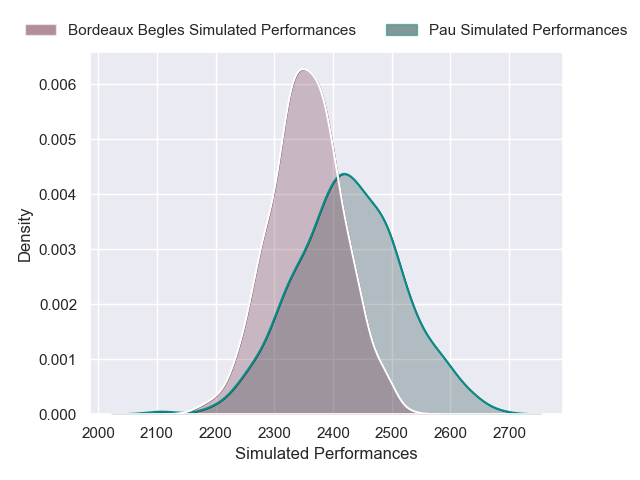 Bordeaux Begles Simulated Performances
Pau Simulated Performances
0.006
0.005
0.004
0.003
0.002
0.001
0.000
Density
2000 2100 2200 2300 2400 2500 2600 2700
Simulated Performances